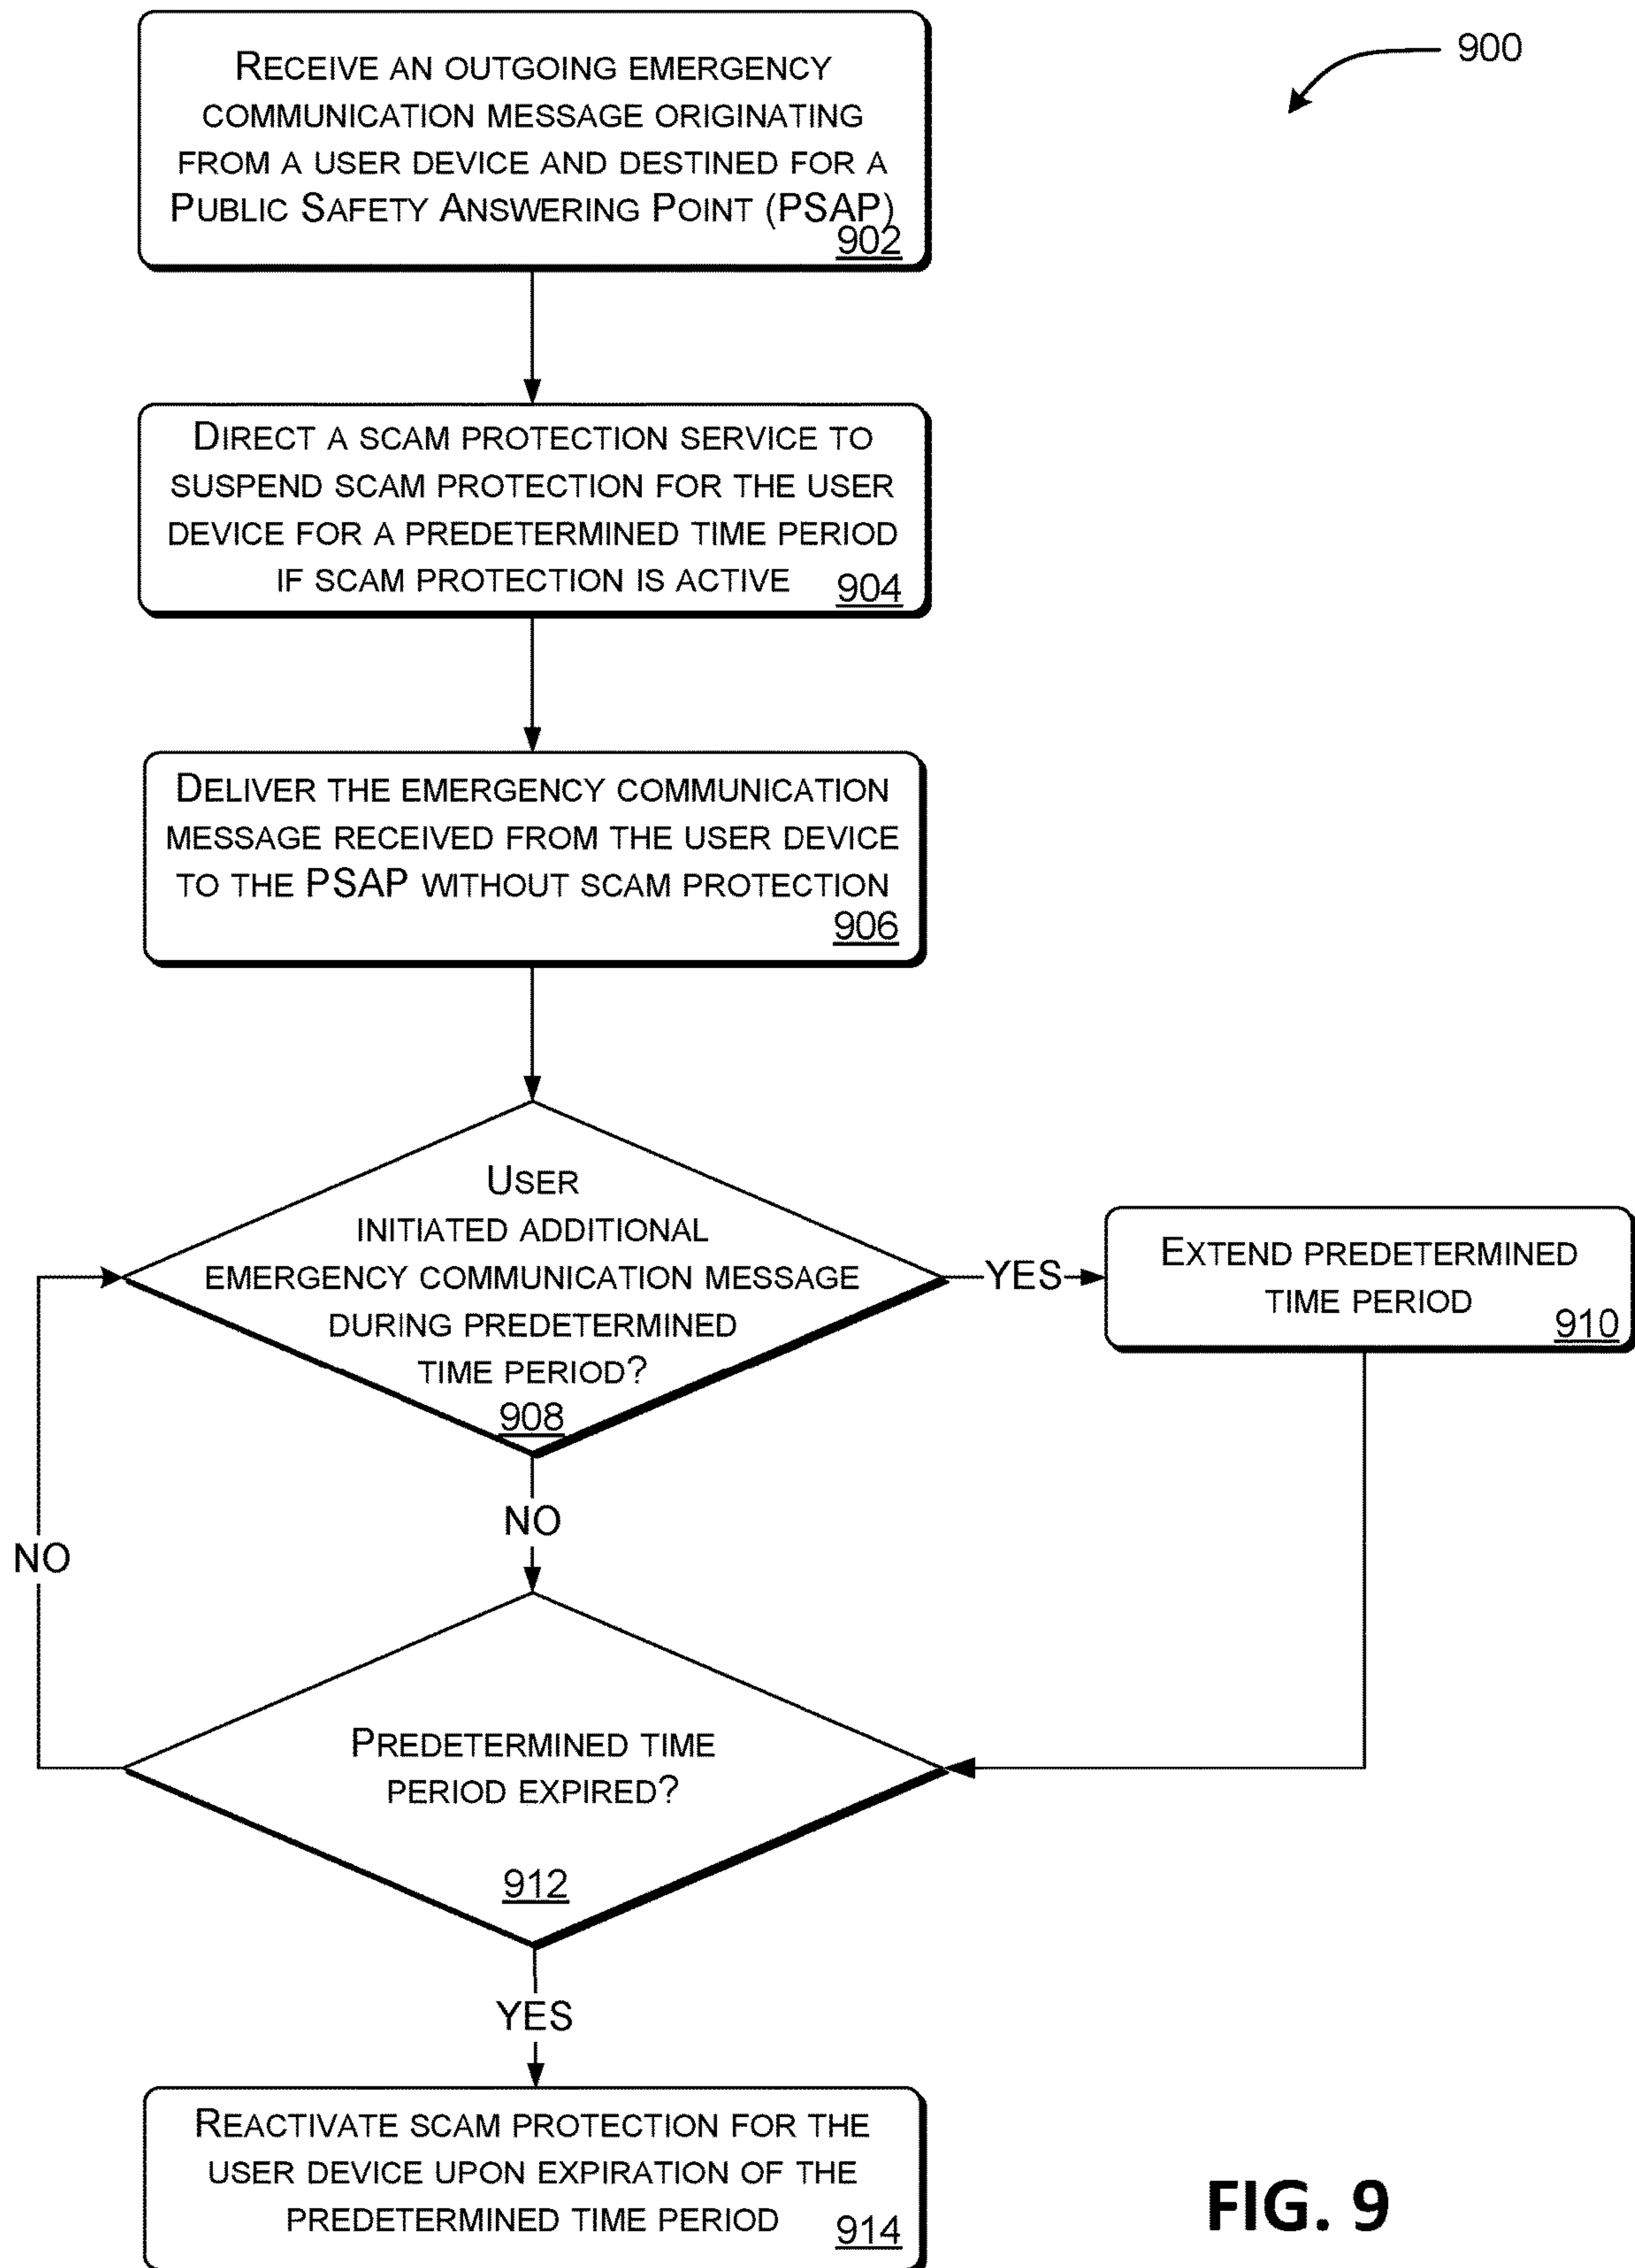 900
RECEIVE AN OUTGOING EMERGENCY
COMMUNICATION MESSAGE ORIGINATING
FROM A USER DEVICE AND DESTINED FOR A
PUBLIC SAFETY ANSWERING POINT (PSAP)
902
DIRECT A SCAM PROTECTION SERVICE TO
SUSPEND SCAM PROTECTION FOR THE USER
DEVICE FOR A PREDETERMINED TIME PERIOD
IF SCAM PROTECTION IS ACTIVE
904
DELIVER THE EMERGENCY COMMUNICATION
MESSAGE RECEIVED FROM THE USER DEVICE
TO THE PSAP WITHOUT SCAM PROTECTION
906
USER
INITIATED ADDITIONAL
EMERGENCY COMMUNICATION MESSAGE
DURING PREDETERMINED
TIME PERIOD?
908
YES
EXTEND PREDETERMINED
TIME PERIOD
910
NO
NO
PREDETERMINED TIME
PERIOD EXPIRED?
912
YES
REACTIVATE SCAM PROTECTION FOR THE
USER DEVICE UPON EXPIRATION OF THE
PREDETERMINED TIME PERIOD
914
FIG. 9